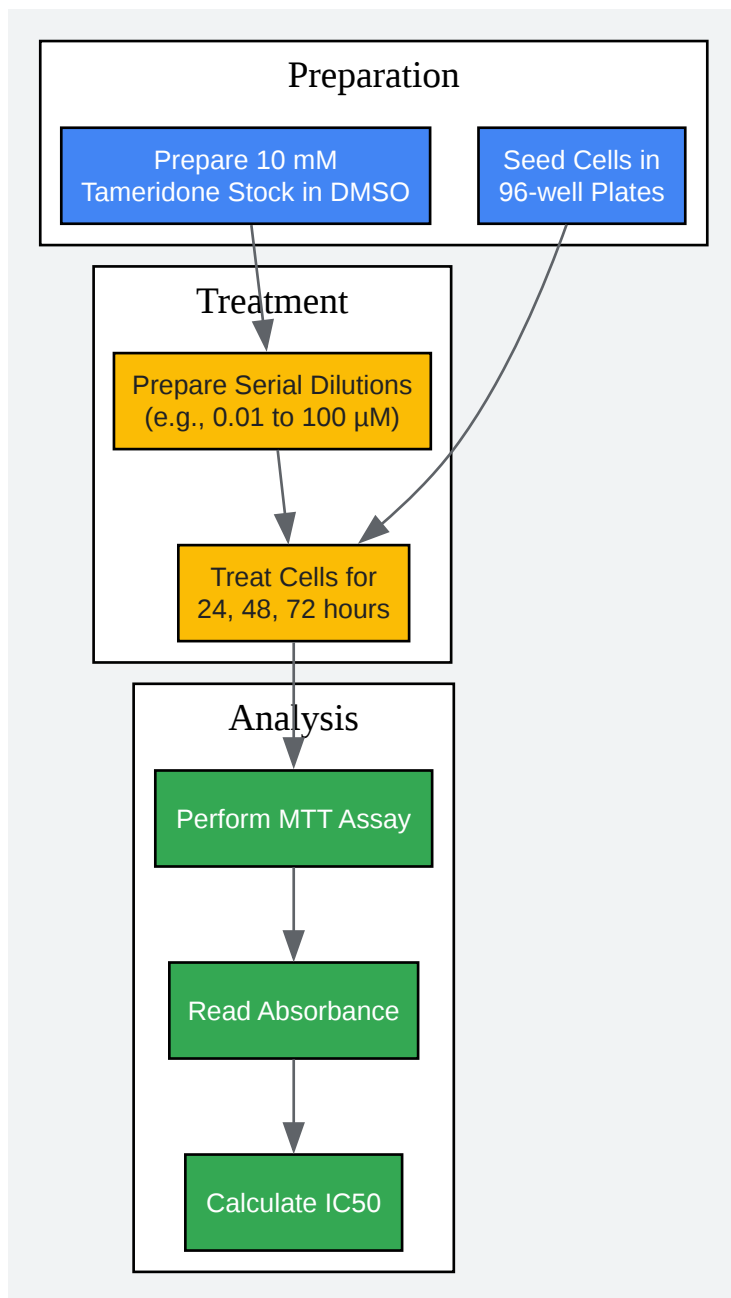 Preparation
Prepare 10 mM
Tameridone Stock in DMSO
Seed Cells in
96-well Plates
Treatment
Prepare Serial Dilutions
(e.g., 0.01 to 100 µM)
Treat Cells for
24, 48, 72 hours
Analysis
Perform MTT Assay
Read Absorbance
Calculate IC50